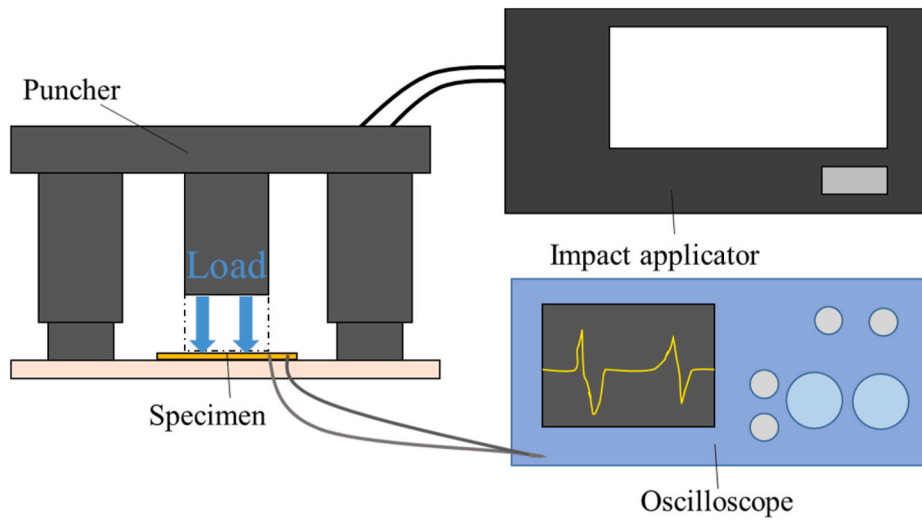 Puncher
Load
Impact applicator
Specimen
Oscilloscope